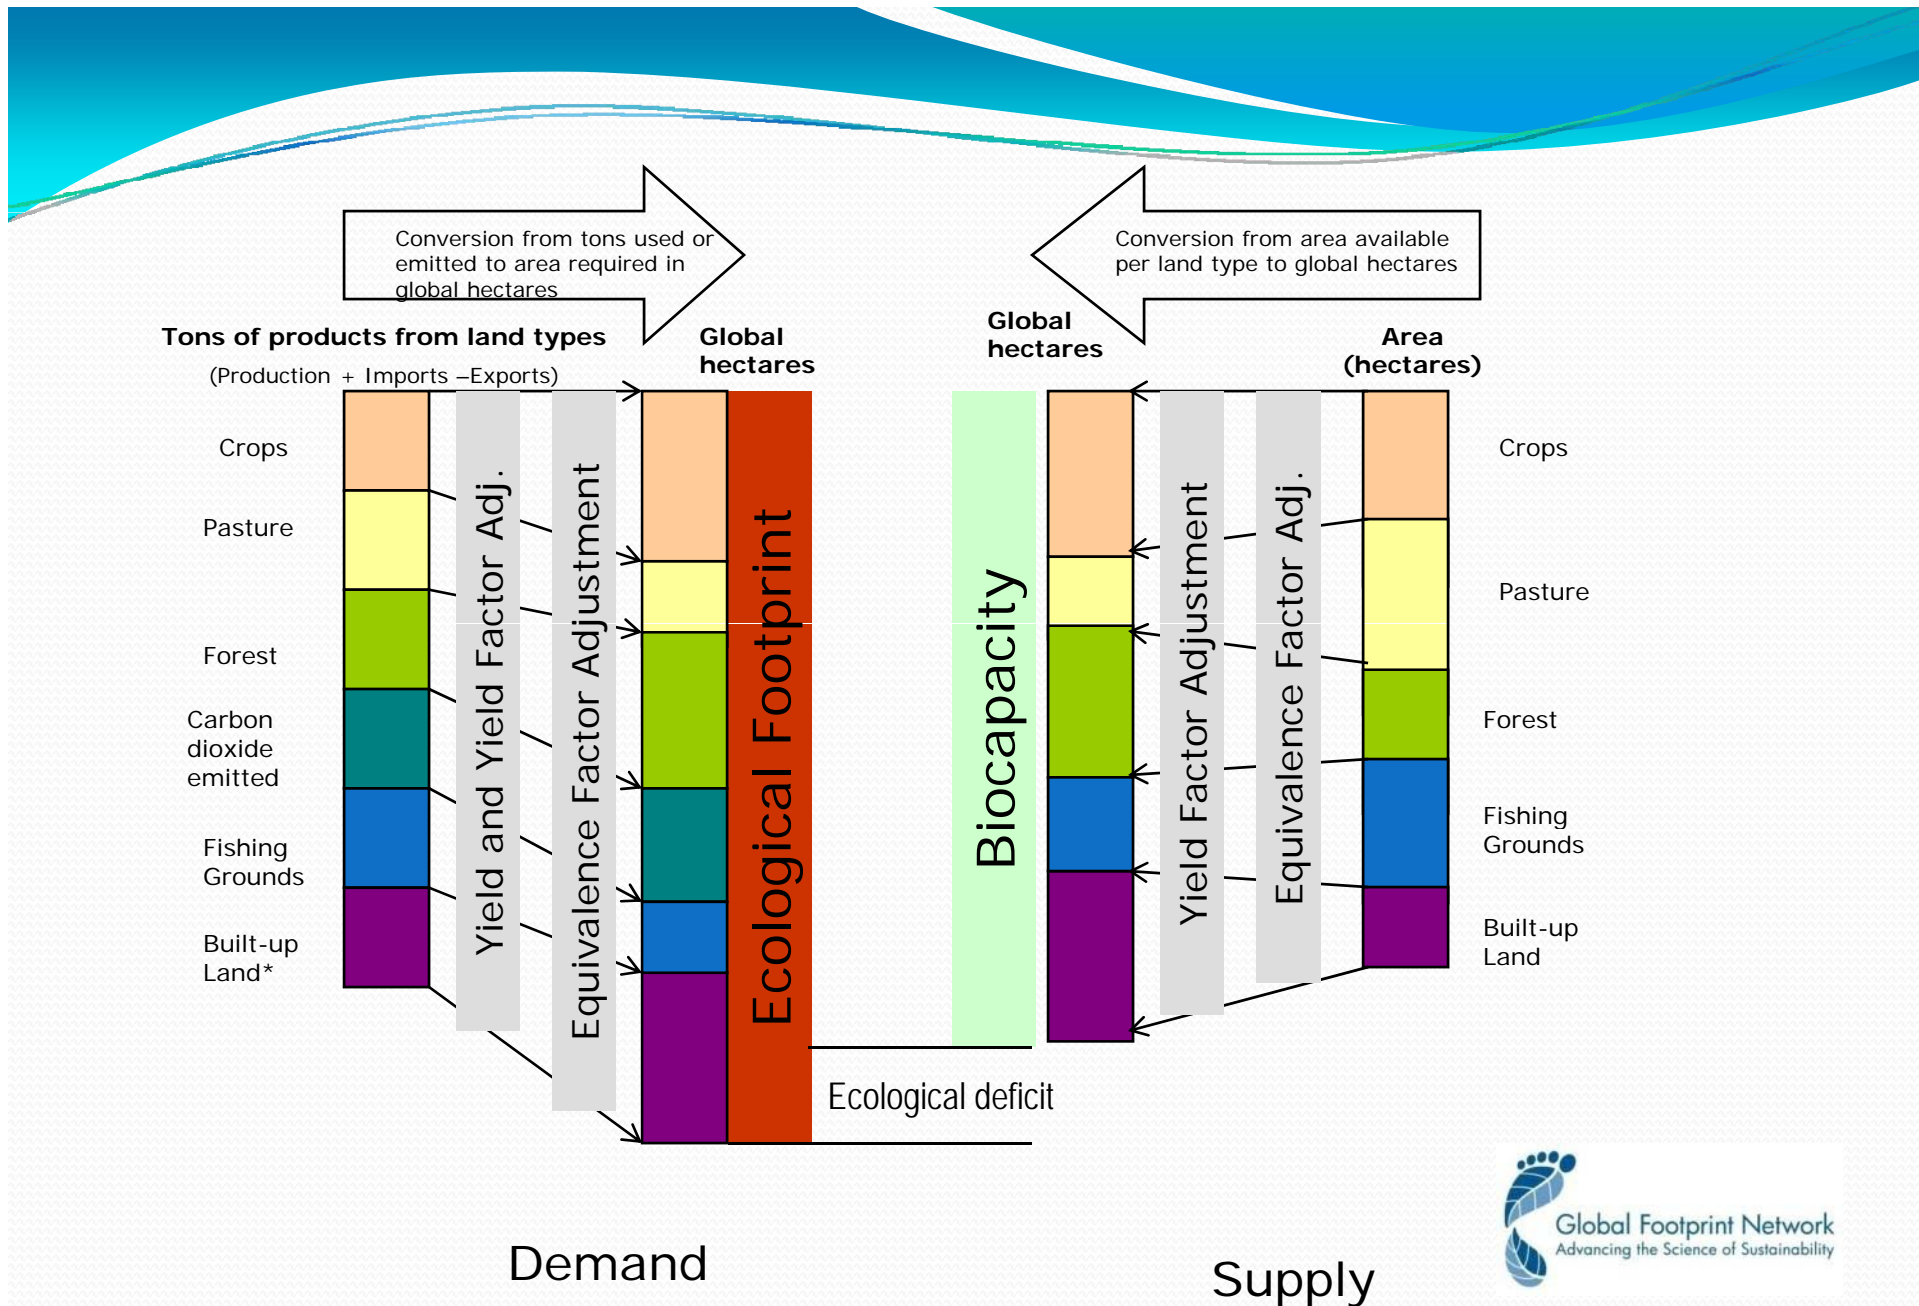 Conversion from tons used or
emitted to area required in
global hectares
Conversion from area available
per land type to global hectares
Tons of products from land types
(Production + Imports –Exports)
Global
hectares
Global
hectares
Area
(hectares)
Crops
Pasture
Forest
Carbon
dioxide
emitted
Fishing
Grounds
Built-up
Land*
Yield and Yield Factor Adj.
Equivalence Factor Adjustment
Ecological Footprint
Biocapacity
Yield Factor Adjustment
Equivalence Factor Adj.
Crops
Pasture
Forest
Fishing
Grounds
Built-up
Land
Ecological deficit
Demand
Supply
Global Footprint Network
Advancing the Science of Sustainability